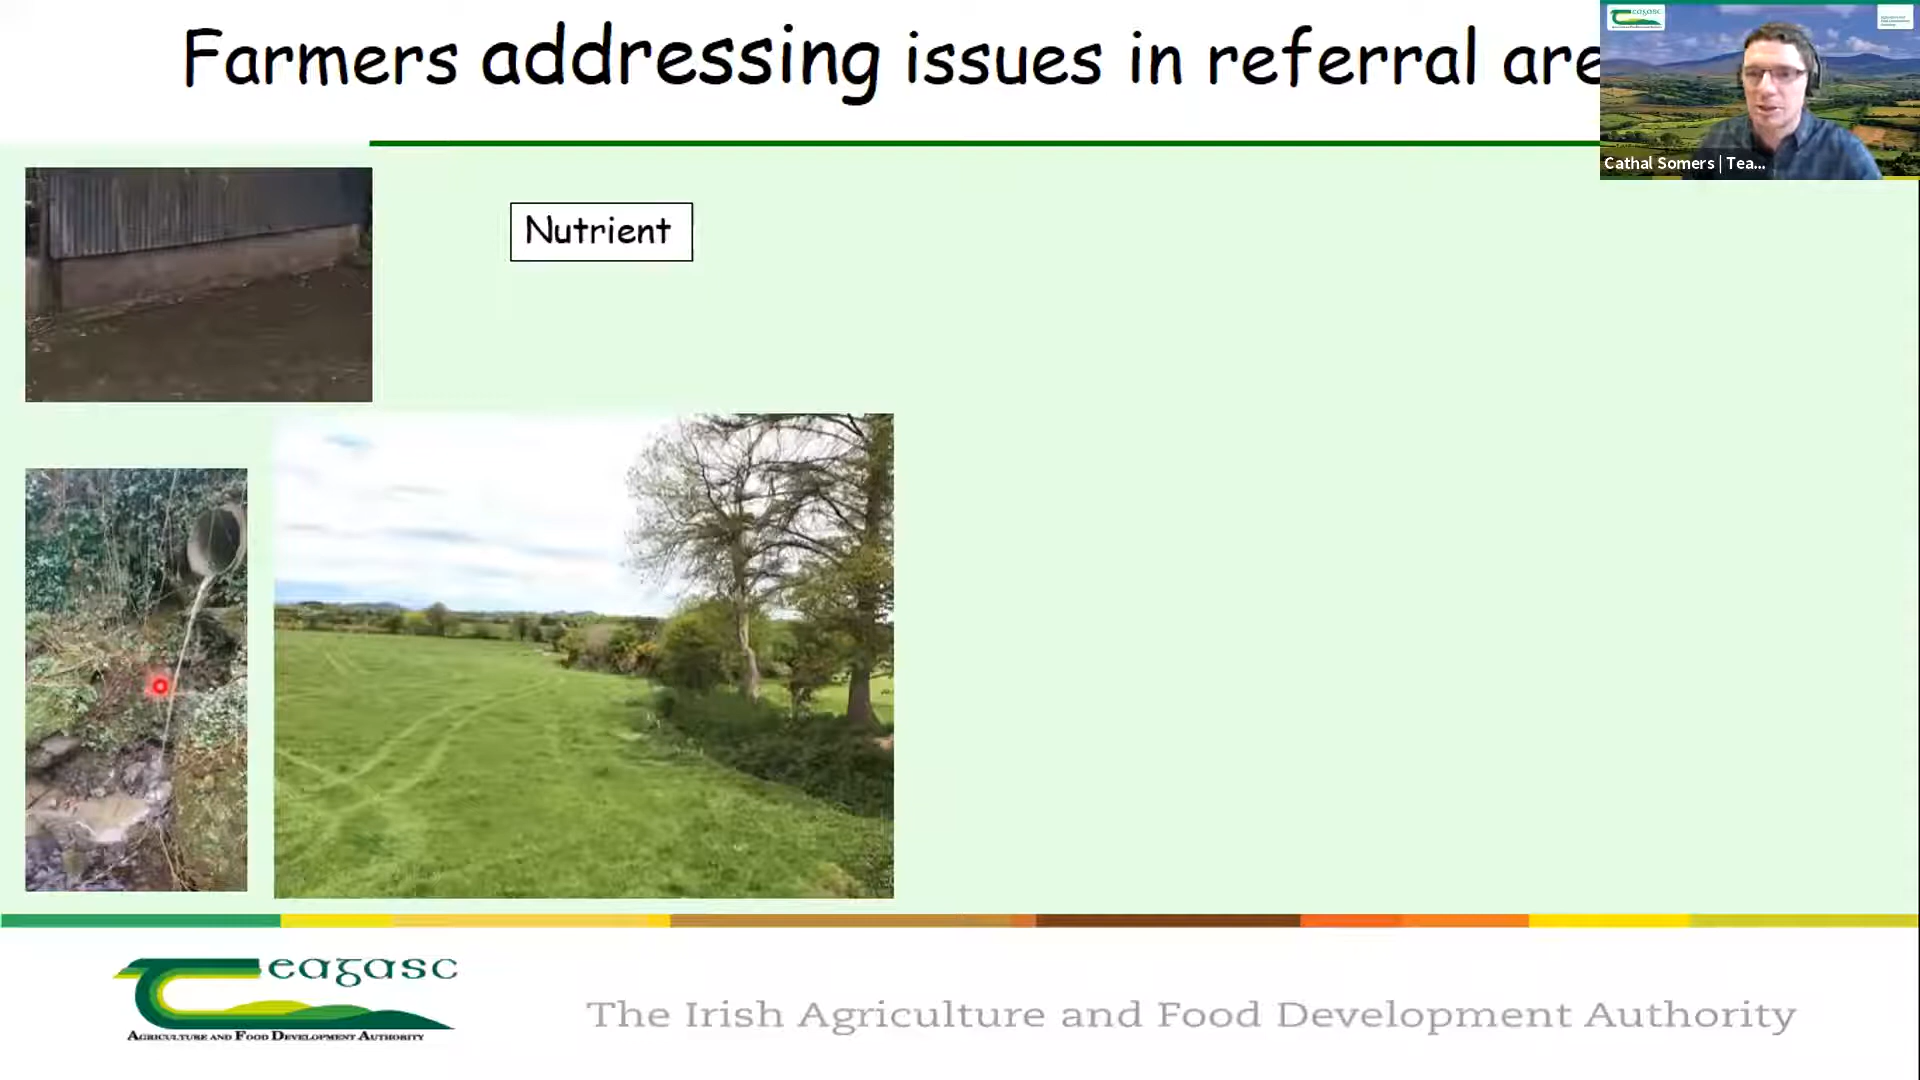 Farmers addressing issues in referral are
Cathal Somers | Tea...
Nutrient
eagasc
AGRICULTURE AND FOOD DEVELOPMENT AUTHORITY
The Irish Agriculture and Food Development Authority